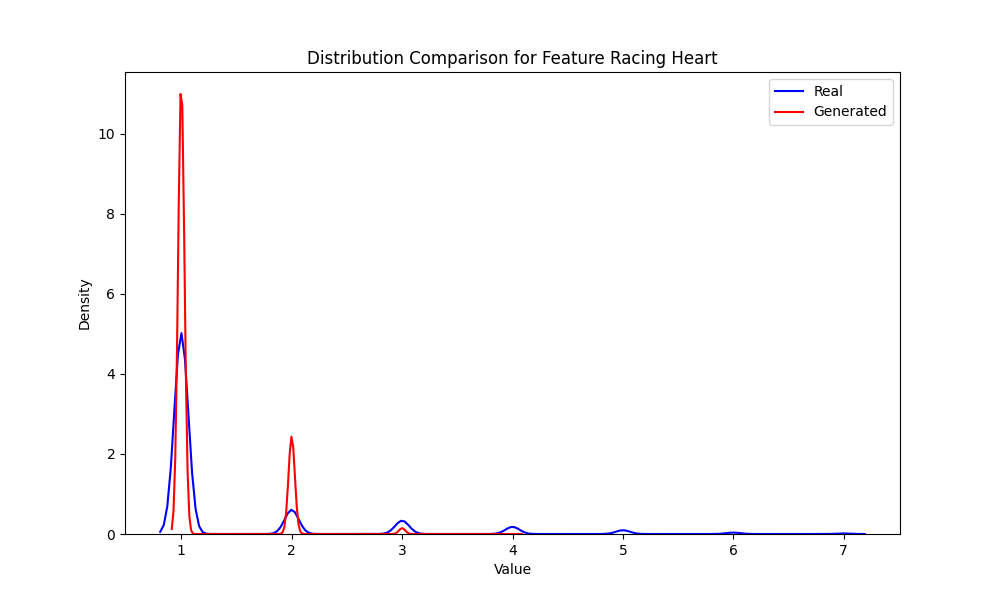 Distribution Comparison for Feature Racing Heart
Real
Generated
Density
10
8
6
4
2
0
1 2 3 4 5 6 7
Value